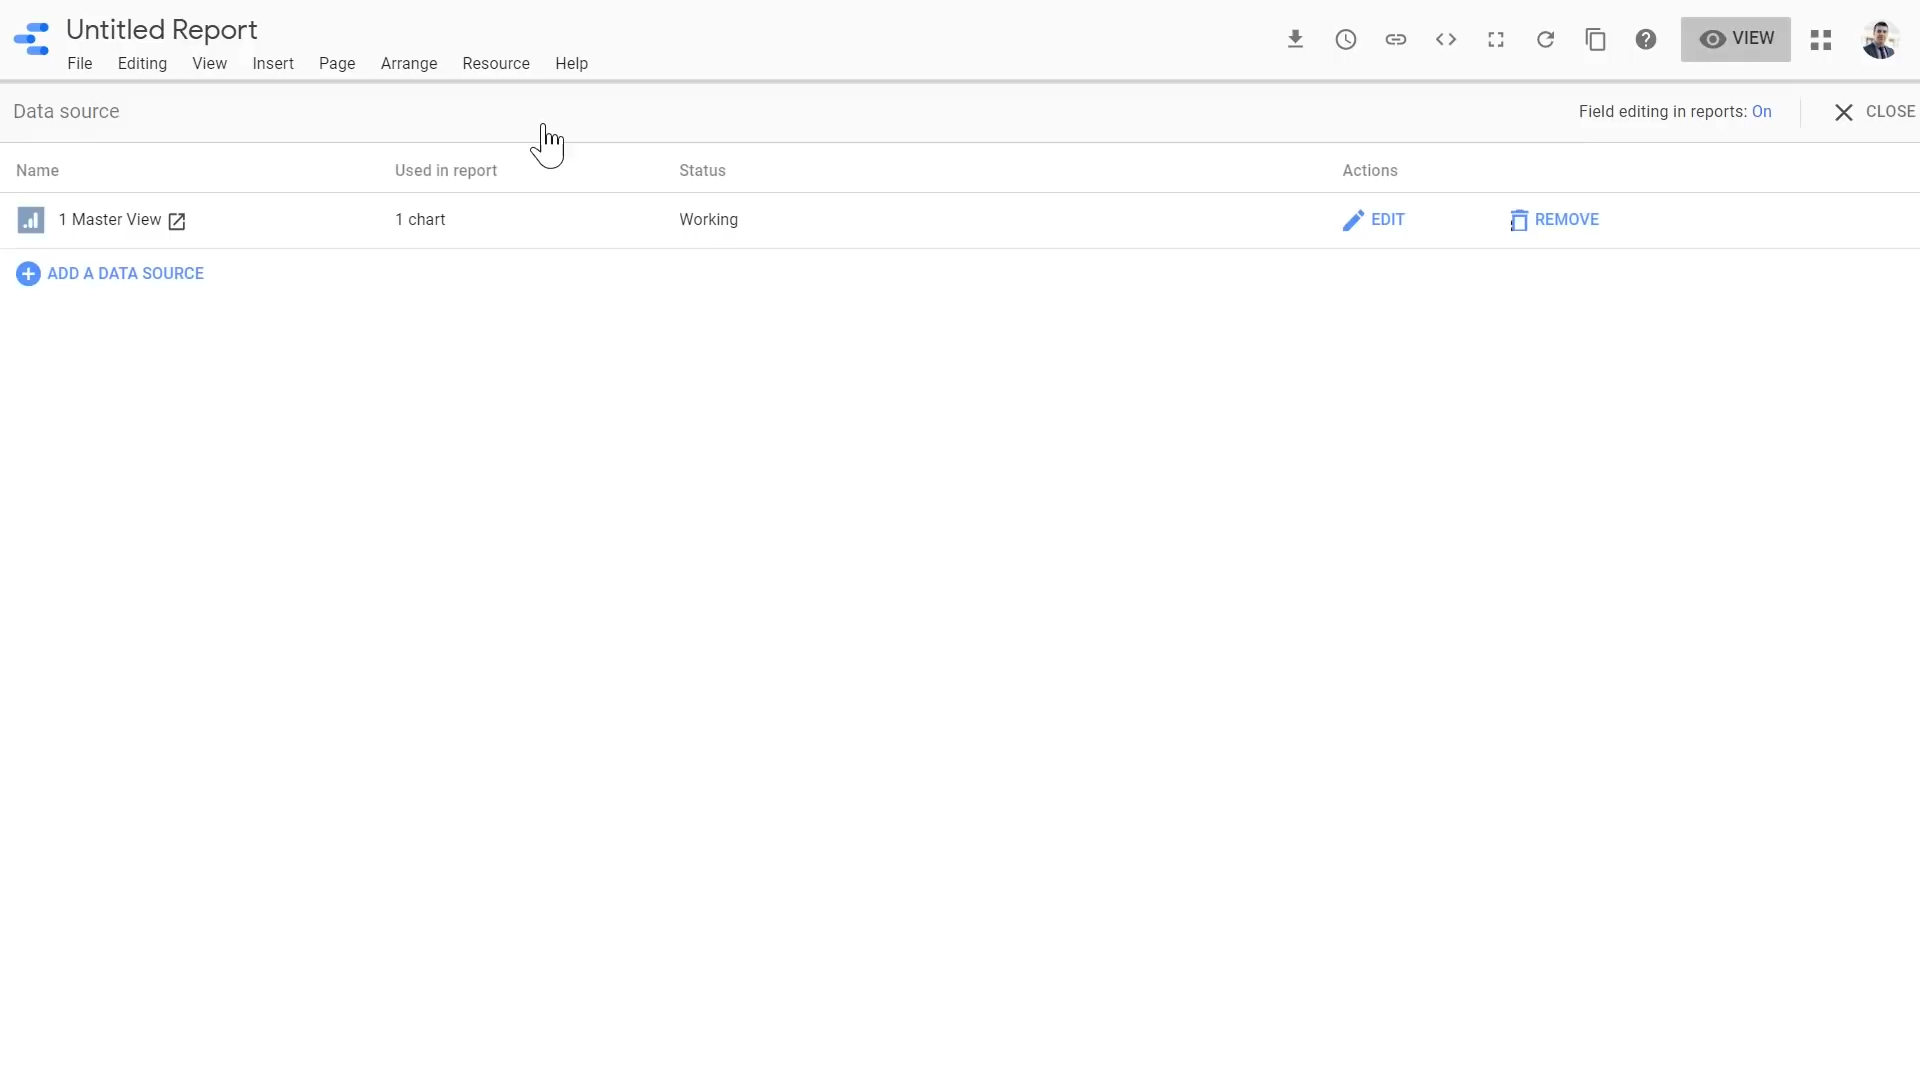 Untitled Report
File Editing View Insert Page Arrange Resource Help
VIEW
Data source
Field editing in reports: On
CLOSE
Name Used in report Status Actions
1 Master View 1 chart Working EDIT REMOVE
ADD A DATA SOURCE